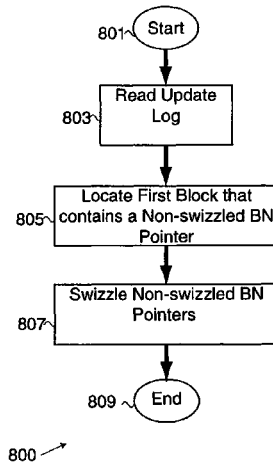 801 Start
Read Update
803 Log
Locate First Block that
805 contains a Non-swizzled BN
Pointer
Swizzle Non-swizzled BN
807 Pointers
809 End
800